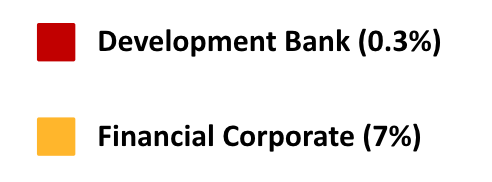 Development Bank (0.3%)
Financial Corporate (7%)